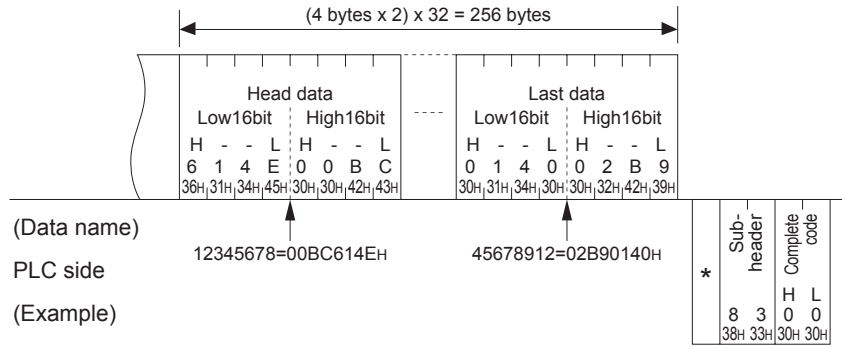 (4 bytes x 2) x 32 = 256 bytes
Head data Last data
Low16bit High16bit Low16bit High16bit
H - - L H - - L H - - L H - - L
6 1 4 E 0 0 B C 0 1 4 0 0 2 B 9
36H 31H 34H 45H 30H 30H 42H 43H 30H 31H 34H 30H 30H 32H 42H 39H
(Data name)
12345678=00BC614EH 45678912=02B90140H
PLC side
(Example)
*
Sub-
header
8 3
38H 33H
Complete
code
H L
0 0
30H 30H